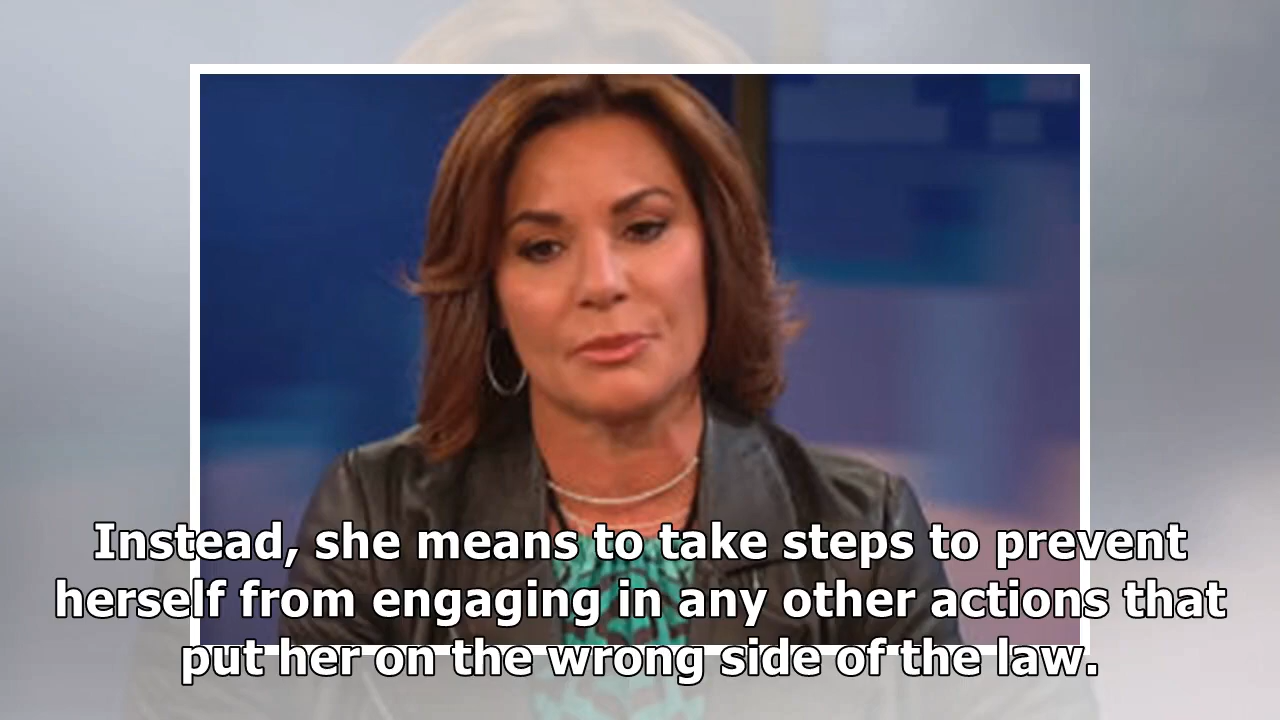 Instead, she means to take steps to prevent
herself from engaging in any other actions that
put her on the wrong side of the law.